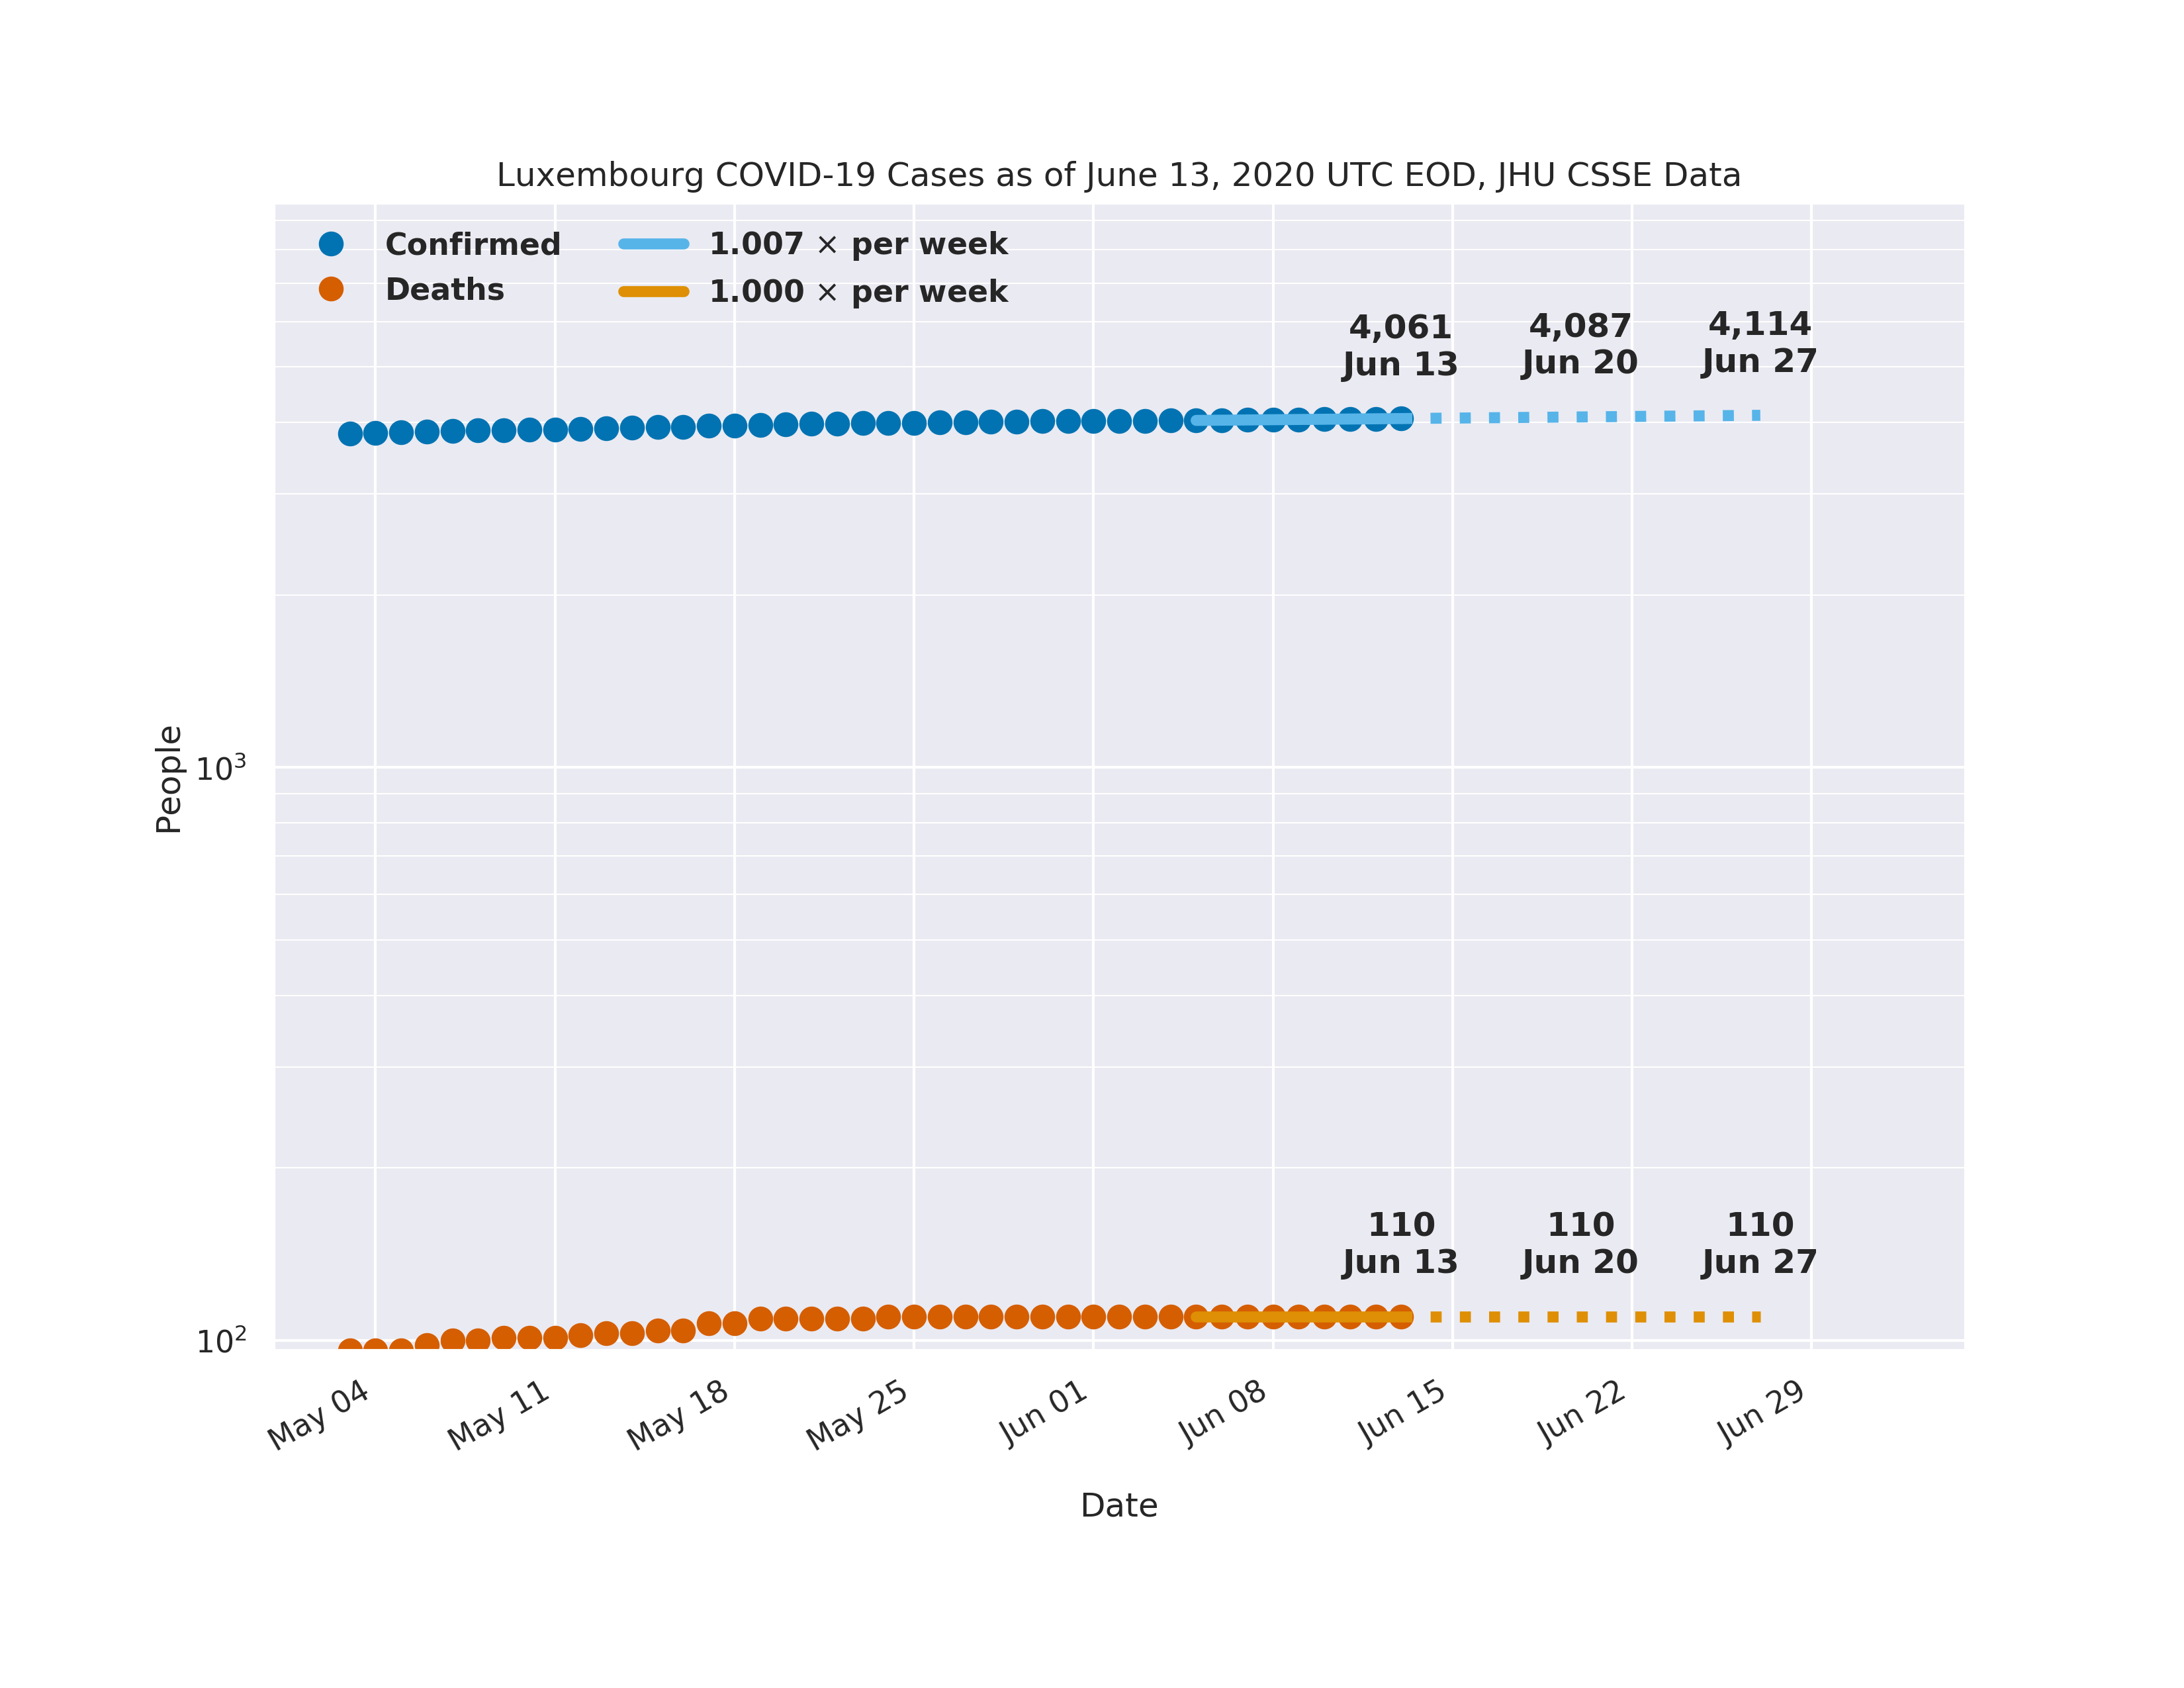 Luxembourg COVID-19 Cases as of June 13, 2020 UTC EOD, JHU CSSE Data
Confirmed
Deaths
1.007 × per week
1.000 × per week
4,061
Jun 13
4,087
Jun 20
4,114
Jun 27
People
10³
10²
110
Jun 13
110
Jun 20
110
Jun 27
May 04
May 11
May 18
May 25
Jun 01
Jun 08
Jun 15
Jun 22
Jun 29
Date